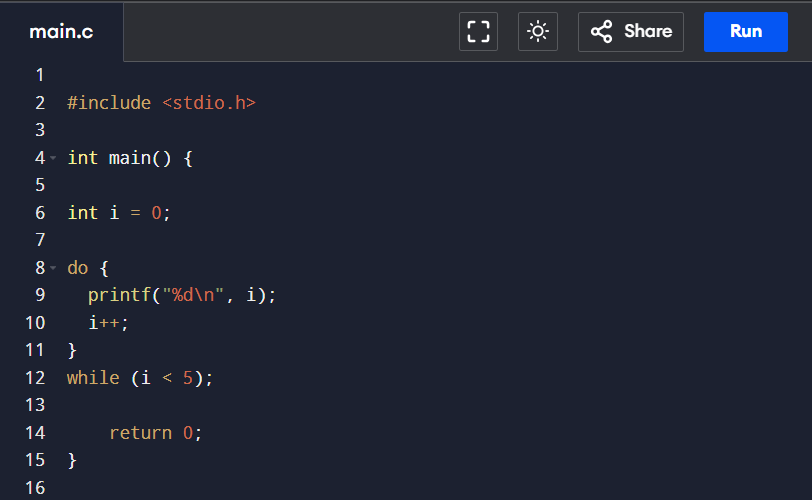 main.c Share Run
1
2 #include <stdio.h>
3
4 int main() {
5
6 int i = 0;
7
8 do {
9   printf("%d\n", i);
10   i++;
11 }
12 while (i < 5);
13
14     return 0;
15 }
16